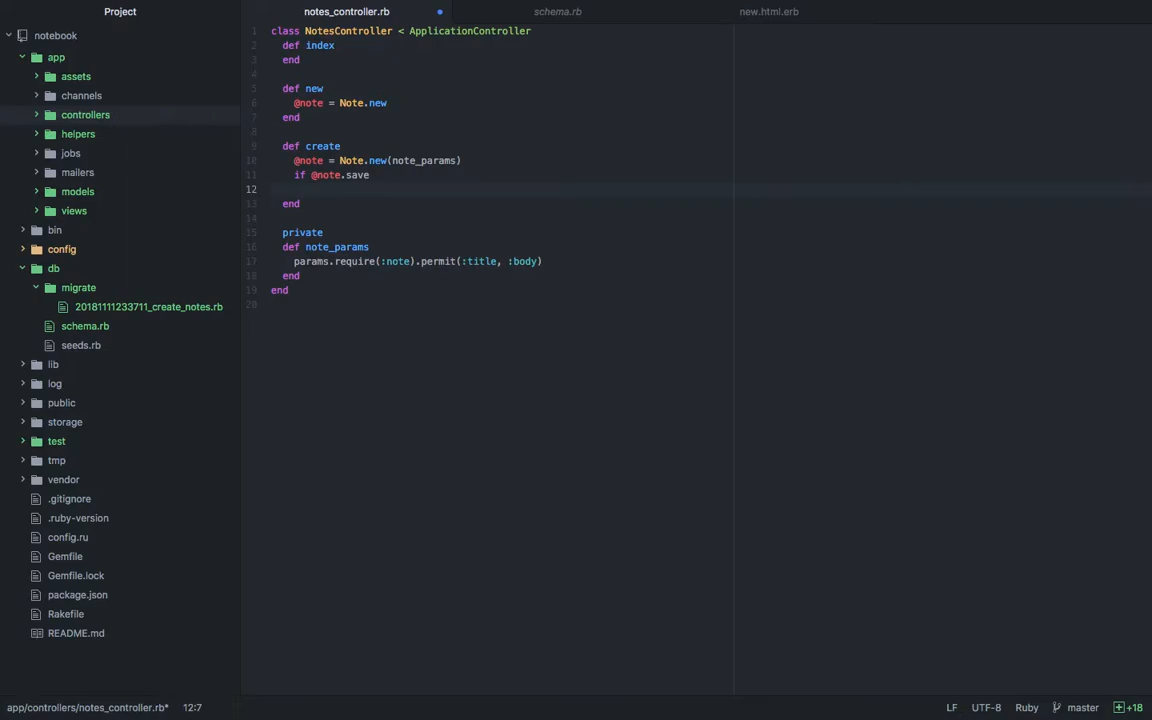 Project
notes_controller.rb
schema.rb
new.html.erb
notebook
app
assets
channels
controllers
helpers
jobs
mailers
models
views
bin
config
db
migrate
20181111233711_create_notes.rb
schema.rb
seeds.rb
lib
log
public
storage
test
tmp
vendor
.gitignore
.ruby-version
config.ru
Gemfile
Gemfile.lock
package.json
Rakefile
README.md
1 class NotesController < ApplicationController
2   def index
3   end
4
5   def new
6     @note = Note.new
7   end
8
9   def create
10     @note = Note.new(note_params)
11     if @note.save
12
13   end
14
15   private
16   def note_params
17     params.require(:note).permit(:title, :body)
18   end
19 end
20
app/controllers/notes_controller.rb* 12:7
LF UTF-8 Ruby master +18